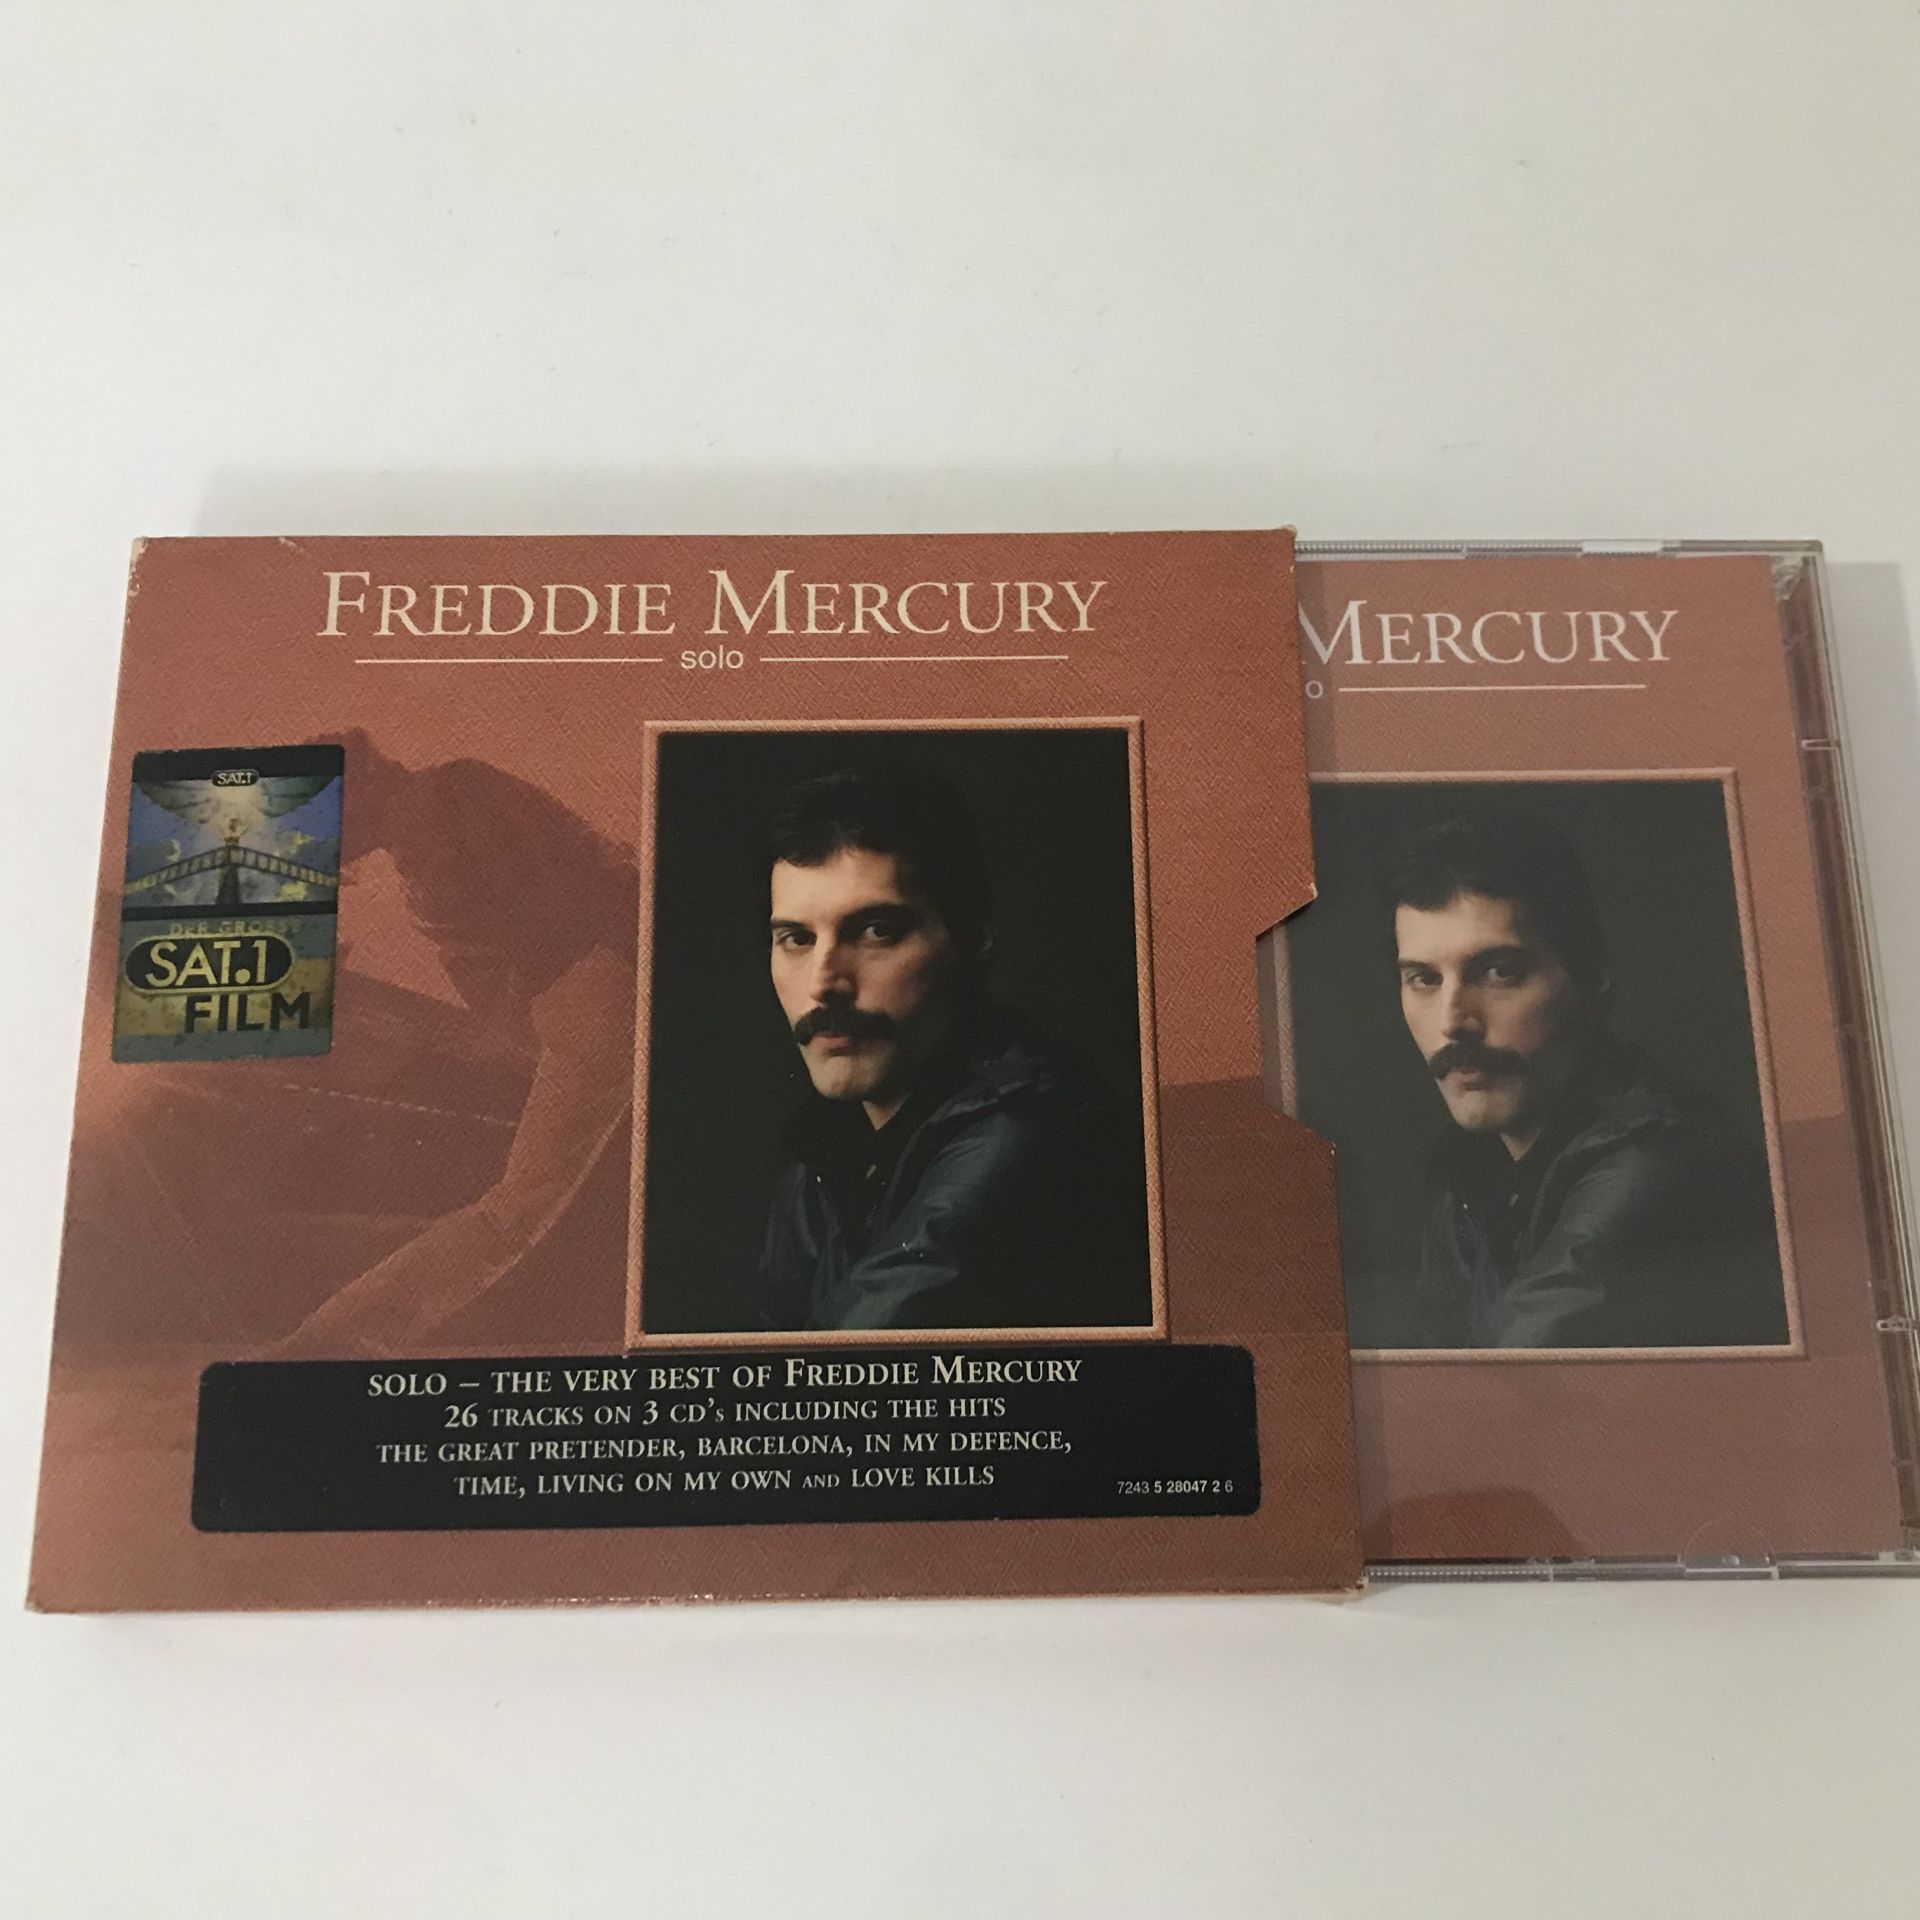 FREDDIE MERCURY
solo
SAT.1
DER GROSSE
SAT.1
FILM
SOLO – THE VERY BEST OF FREDDIE MERCURY
26 TRACKS ON 3 CD's INCLUDING THE HITS
THE GREAT PRETENDER, BARCELONA, IN MY DEFENCE,
TIME, LIVING ON MY OWN AND LOVE KILLS
7243 5 28047 2 6
MERCURY
o